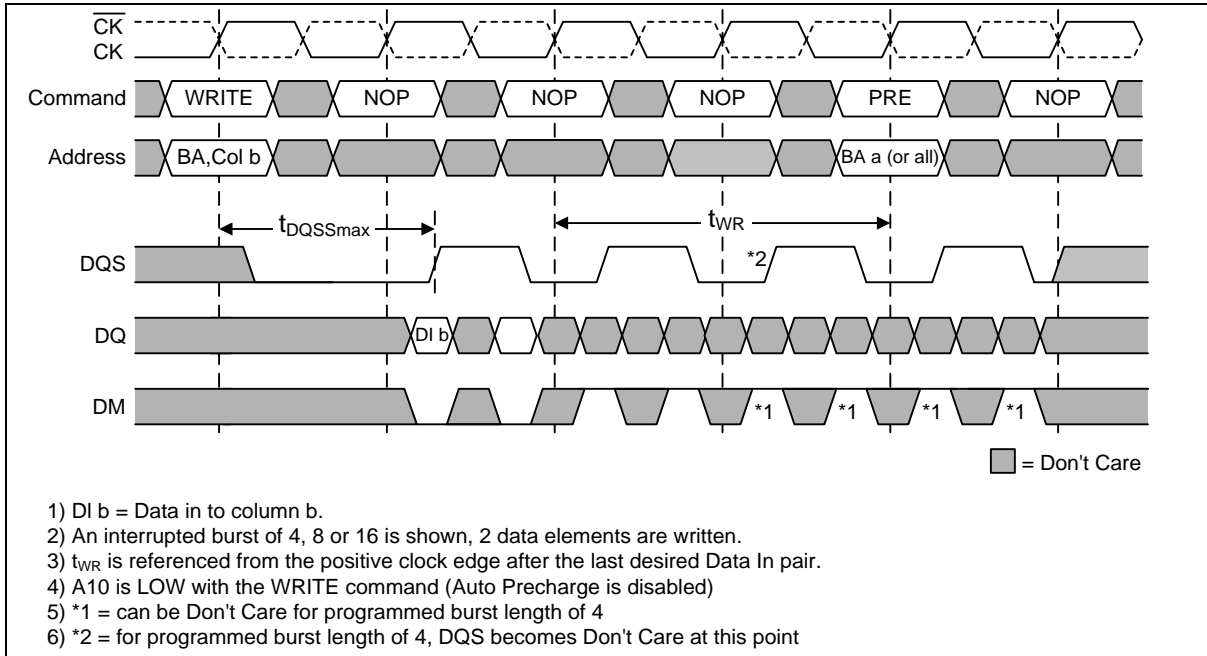 CK
CK
Command WRITE NOP NOP NOP PRE NOP
Address BA,Col b BA a (or all)
tDQSSmax tWR
DQS *2
DQ DI b
DM *1 *1 *1 *1
= Don't Care
1) DI b = Data in to column b.
2) An interrupted burst of 4, 8 or 16 is shown, 2 data elements are written.
3) tWR is referenced from the positive clock edge after the last desired Data In pair.
4) A10 is LOW with the WRITE command (Auto Precharge is disabled)
5) *1 = can be Don't Care for programmed burst length of 4
6) *2 = for programmed burst length of 4, DQS becomes Don't Care at this point